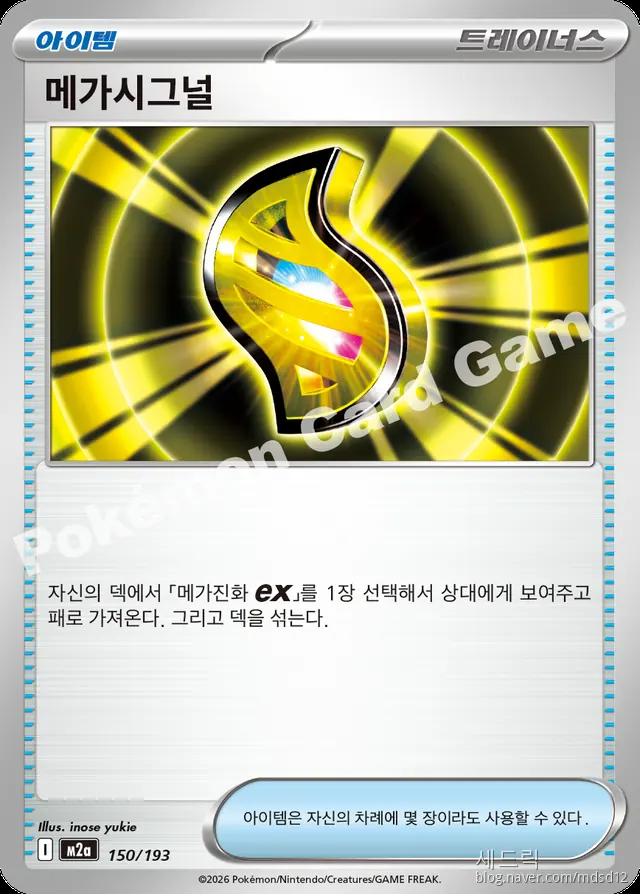 아이템
트레이너스
메가시그널
Pokémon Card Game
자신의 덱에서 「메가진화 ex」를 1장 선택해서 상대에게 보여주고
패로 가져온다. 그리고 덱을 섞는다.
아이템은 자신의 차례에 몇 장이라도 사용할 수 있다.
Illus. inose yukie
I M2a 150/193
©2026 Pokémon/Nintendo/Creatures/GAME FREAK.
세드릭
blog.naver.com/mdsd12